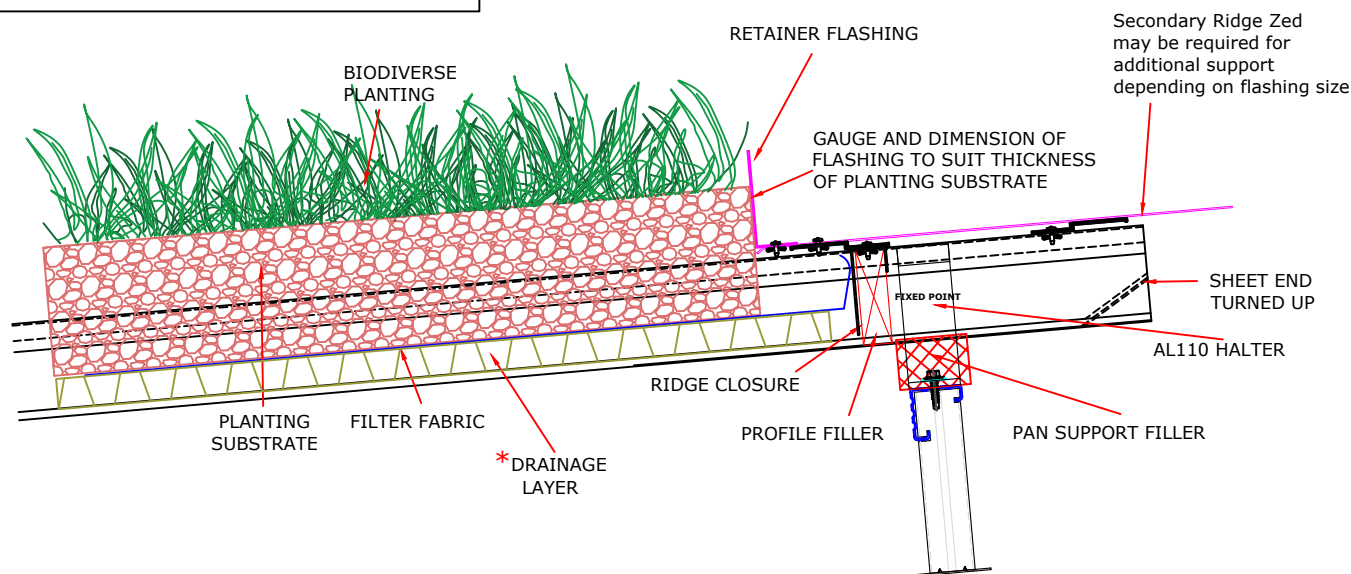 Secondary Ridge Zed
may be required for
additional support
depending on flashing size
RETAINER FLASHING
BIODIVERSE
PLANTING
GAUGE AND DIMENSION OF
FLASHING TO SUIT THICKNESS
OF PLANTING SUBSTRATE
SHEET END
TURNED UP
FIXED POINT
AL110 HALTER
RIDGE CLOSURE
PLANTING
SUBSTRATE
FILTER FABRIC
PROFILE FILLER
PAN SUPPORT FILLER
*DRAINAGE
LAYER